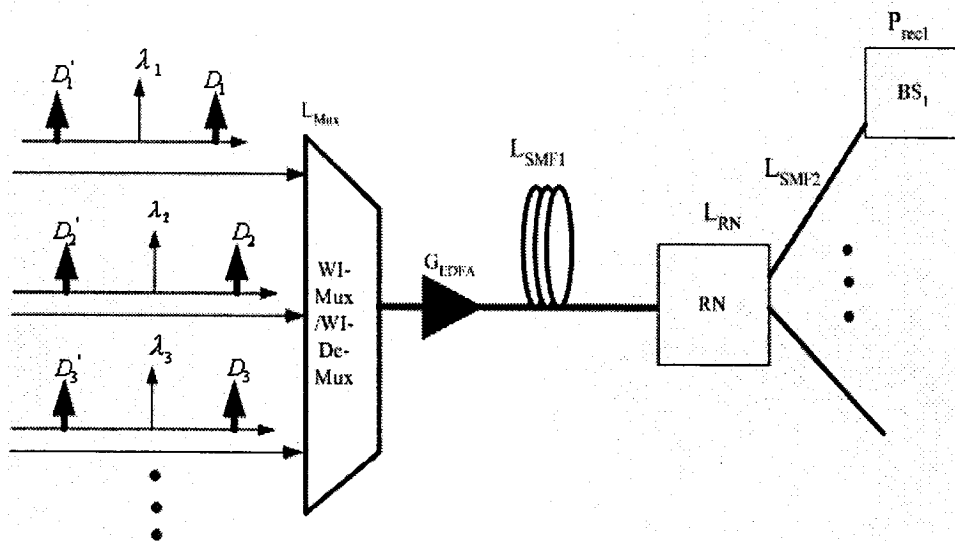 P_rec1
BS_1
D_1' λ_1 D_1
L_Mux
L_SMF1
L_SMF2
D_2' λ_2 D_2
L_RN
G_EDFA
WI-
Mux
/WI-
De-
Mux
RN
D_3' λ_3 D_3